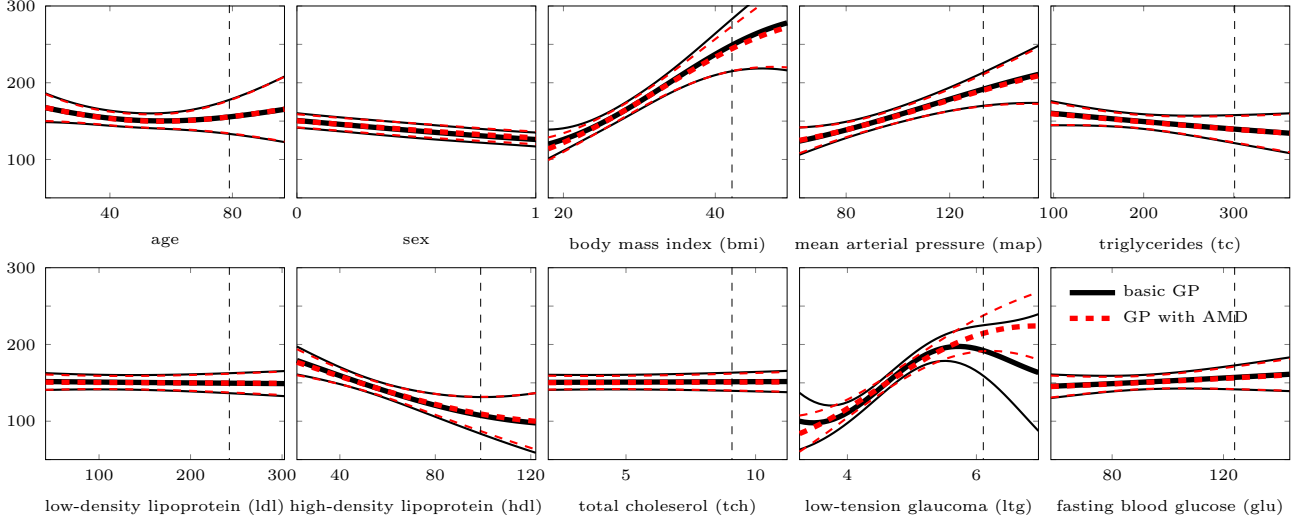 300
200
100
40 80
0 1
20 40
80 120
100 200 300
age
sex
body mass index (bmi)
mean arterial pressure (map)
triglycerides (tc)
300
200
100
basic GP
GP with AMD
100 200 300
40 80 120
5 10
4 6
80 120
low-density lipoprotein (ldl)
high-density lipoprotein (hdl)
total choleserol (tch)
low-tension glaucoma (ltg)
fasting blood glucose (glu)